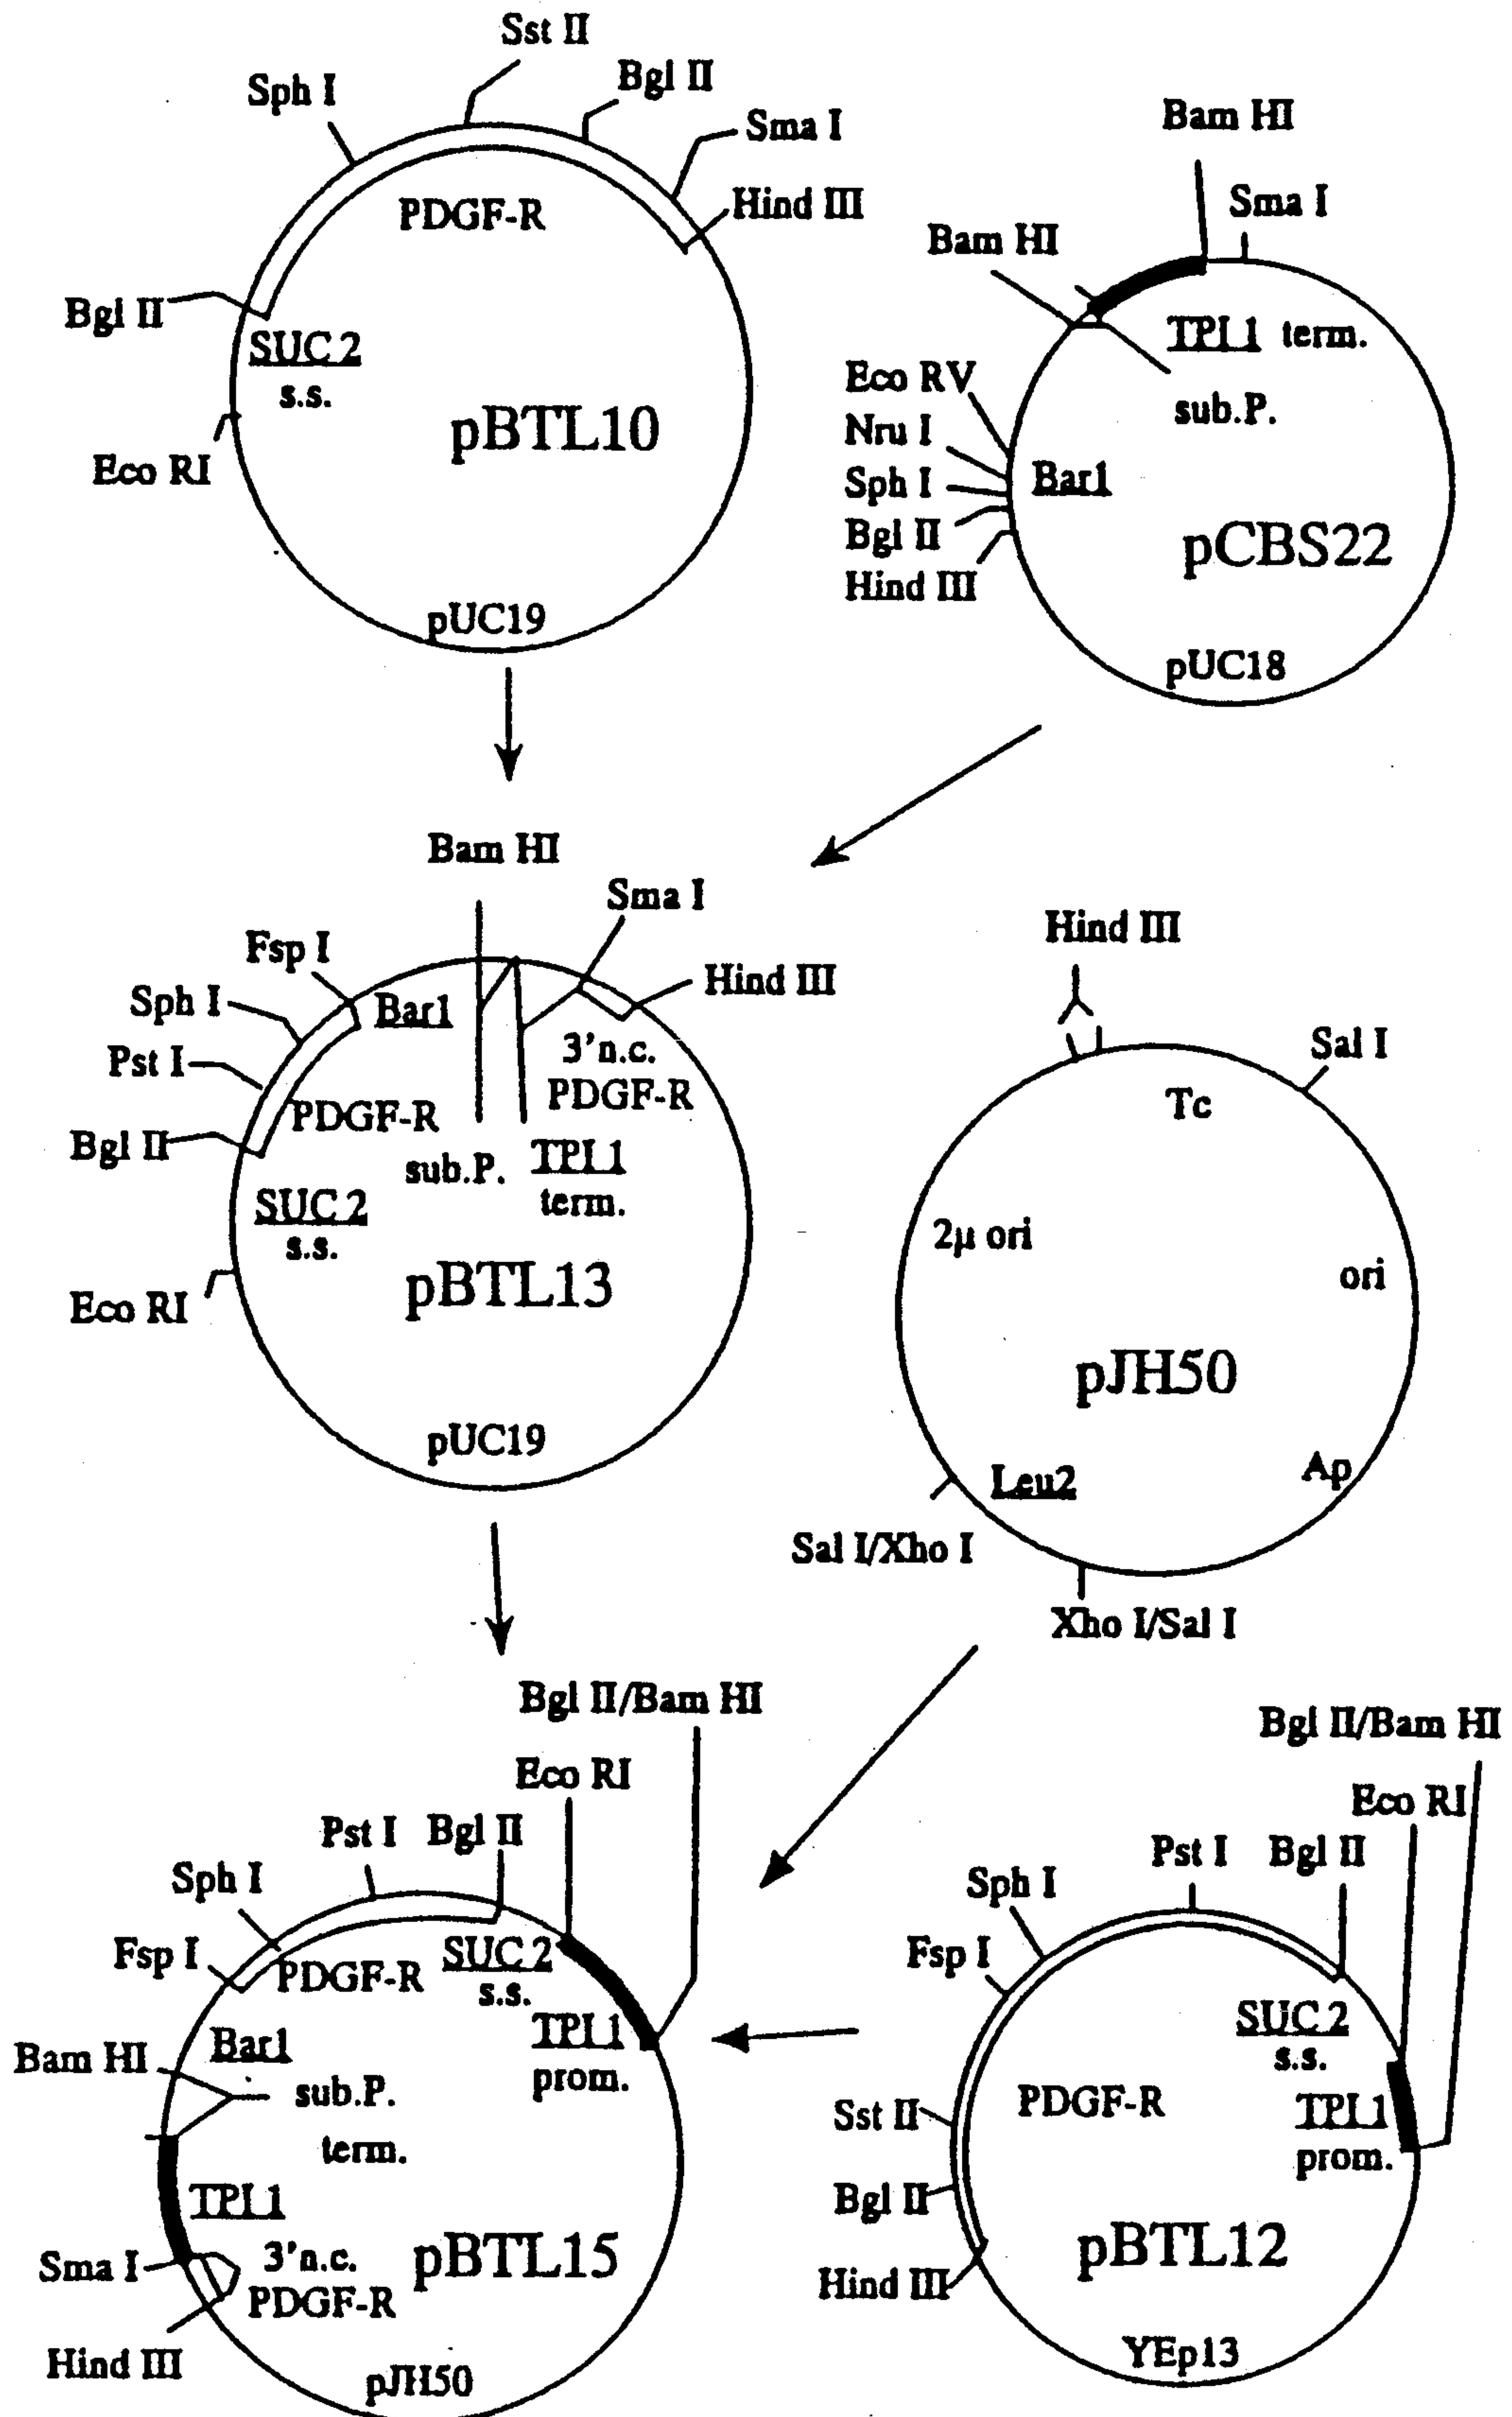 Sst II
Bgl II
Sph I
Sma I
Hind III
PDGF-R
Bgl II
SUC 2
s.s.
pBTL10
Eco RI
pUC19
Bam HI
Sma I
Bam HI
TPI1 term.
Eco RV
sub.P.
Nru I
Sph I
Bar1
Bgl II
pCBS22
Hind III
pUC18
Bam HI
Sma I
Fsp I
Hind III
Sph I
Bar1
3'n.c.
Pst I
PDGF-R
PDGF-R
Bgl II
sub.P.
TPI1
term.
SUC 2
s.s.
pBTL13
Eco RI
pUC19
Hind III
Sal I
Tc
2μ ori
ori
pJH50
Leu2
Ap
Sal I/Xho I
Xho I/Sal I
Bgl II/Bam HI
Eco RI
Pst I
Bgl II
Sph I
Fsp I
PDGF-R
SUC 2
s.s.
TPI1
prom.
Bar1
Bam HI
sub.P.
term.
TPI1
Sma I
3'n.c.
PDGF-R
pBTL15
Hind III
pJH50
Bgl II/Bam HI
Eco RI
Pst I
Bgl II
Sph I
Fsp I
SUC 2
s.s.
PDGF-R
Sst II
TPI1
prom.
Bgl II
pBTL12
Hind III
YEp13